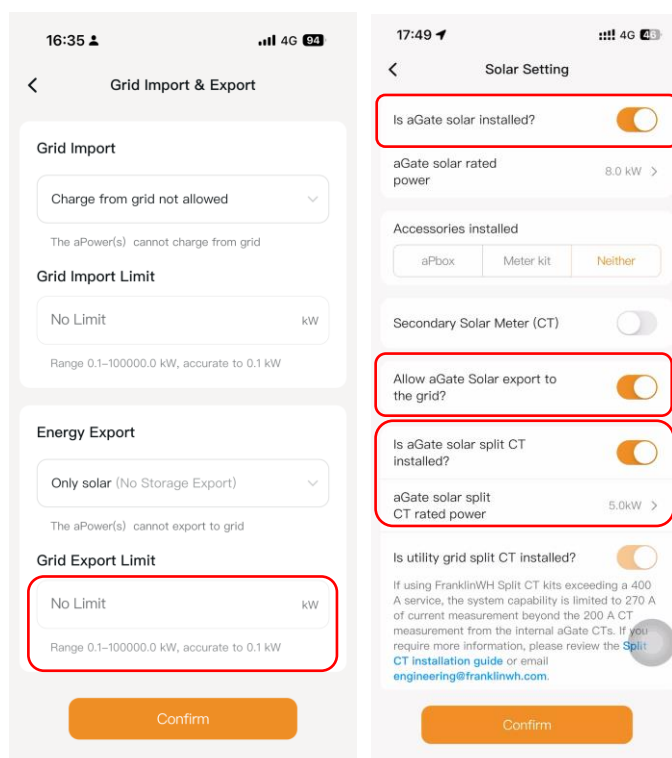 16:35
4G 94
Grid Import & Export
Grid Import
Charge from grid not allowed
The aPower(s) cannot charge from grid
Grid Import Limit
No Limit kW
Range 0.1–100000.0 kW, accurate to 0.1 kW
Energy Export
Only solar (No Storage Export)
The aPower(s) cannot export to grid
Grid Export Limit
No Limit kW
Range 0.1–100000.0 kW, accurate to 0.1 kW
Confirm
17:49
4G
Solar Setting
Is aGate solar installed?
aGate solar rated
power
8.0 kW
Accessories installed
aPbox Meter kit Neither
Secondary Solar Meter (CT)
Allow aGate Solar export to
the grid?
Is aGate solar split CT
installed?
aGate solar split
CT rated power
5.0kW
Is utility grid split CT installed?
If using FranklinWH Split CT kits exceeding a 400
A service, the system capability is limited to 270 A
of current measurement beyond the 200 A CT
measurement from the internal aGate CTs. If you
require more information, please review the Split
CT installation guide or email
engineering@franklinwh.com.
Confirm